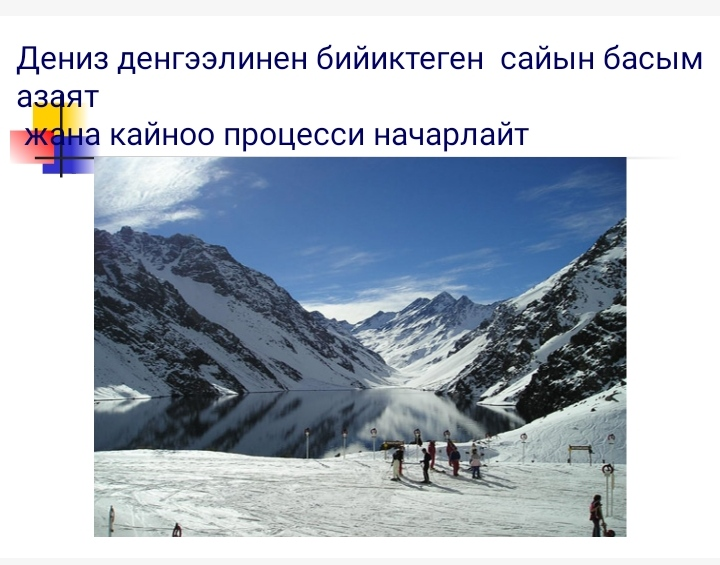 Дениз денгээлинен бийиктеген  сайын басым
азаят
жана кайноо процесси начарлайт